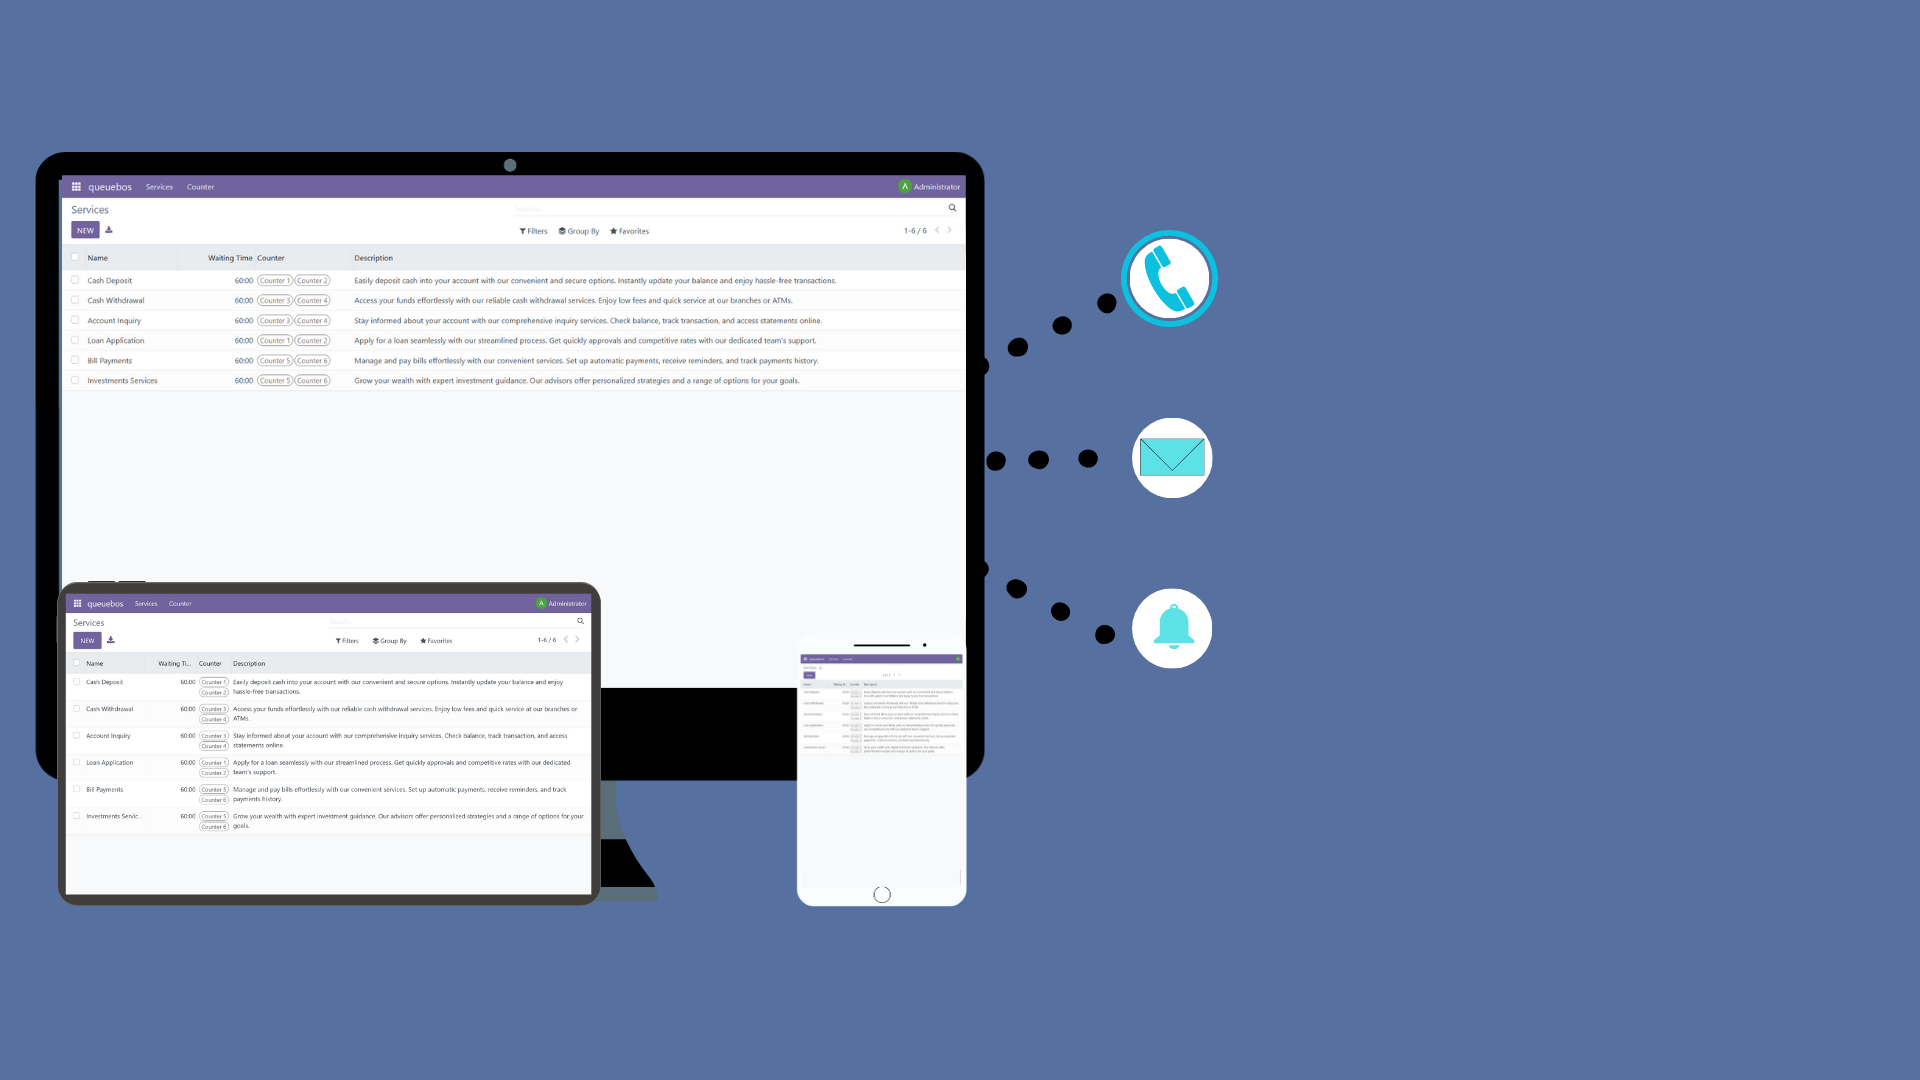 queuebos Services Counter A Administrator
Services Search...
NEW Filters Group By Favorites 1-6 / 6
Name Waiting Time Counter Description
Cash Deposit 60:00 Counter 1 Counter 2 Easily deposit cash into your account with our convenient and secure options. Instantly update your balance and enjoy hassle-free transactions.
Cash Withdrawal 60:00 Counter 3 Counter 4 Access your funds effortlessly with our reliable cash withdrawal services. Enjoy low fees and quick service at our branches or ATMs.
Account Inquiry 60:00 Counter 3 Counter 4 Stay informed about your account with our comprehensive inquiry services. Check balance, track transaction, and access statements online.
Loan Application 60:00 Counter 1 Counter 2 Apply for a loan seamlessly with our streamlined process. Get quickly approvals and competitive rates with our dedicated team's support.
Bill Payments 60:00 Counter 5 Counter 6 Manage and pay bills effortlessly with our convenient services. Set up automatic payments, receive reminders, and track payments history.
Investments Services 60:00 Counter 5 Counter 6 Grow your wealth with expert investment guidance. Our advisors offer personalized strategies and a range of options for your goals.
queuebos Services Counter A Administrator
Services Search...
NEW Filters Group By Favorites 1-6 / 6
Name Waiting Ti... Counter Description
Cash Deposit 60:00 Counter 1 Easily deposit cash into your account with our convenient and secure options. Instantly update your balance and enjoy
Counter 2 hassle-free transactions.
Cash Withdrawal 60:00 Counter 3 Access your funds effortlessly with our reliable cash withdrawal services. Enjoy low fees and quick service at our branches or
Counter 4 ATMs.
Account Inquiry 60:00 Counter 3 Stay informed about your account with our comprehensive inquiry services. Check balance, track transaction, and access
Counter 4 statements online.
Loan Application 60:00 Counter 1 Apply for a loan seamlessly with our streamlined process. Get quickly approvals and competitive rates with our dedicated
Counter 2 team's support.
Bill Payments 60:00 Counter 5 Manage and pay bills effortlessly with our convenient services. Set up automatic payments, receive reminders, and track
Counter 6 payments history.
Investments Servic... 60:00 Counter 5 Grow your wealth with expert investment guidance. Our advisors offer personalized strategies and a range of options for your
Counter 6 goals.